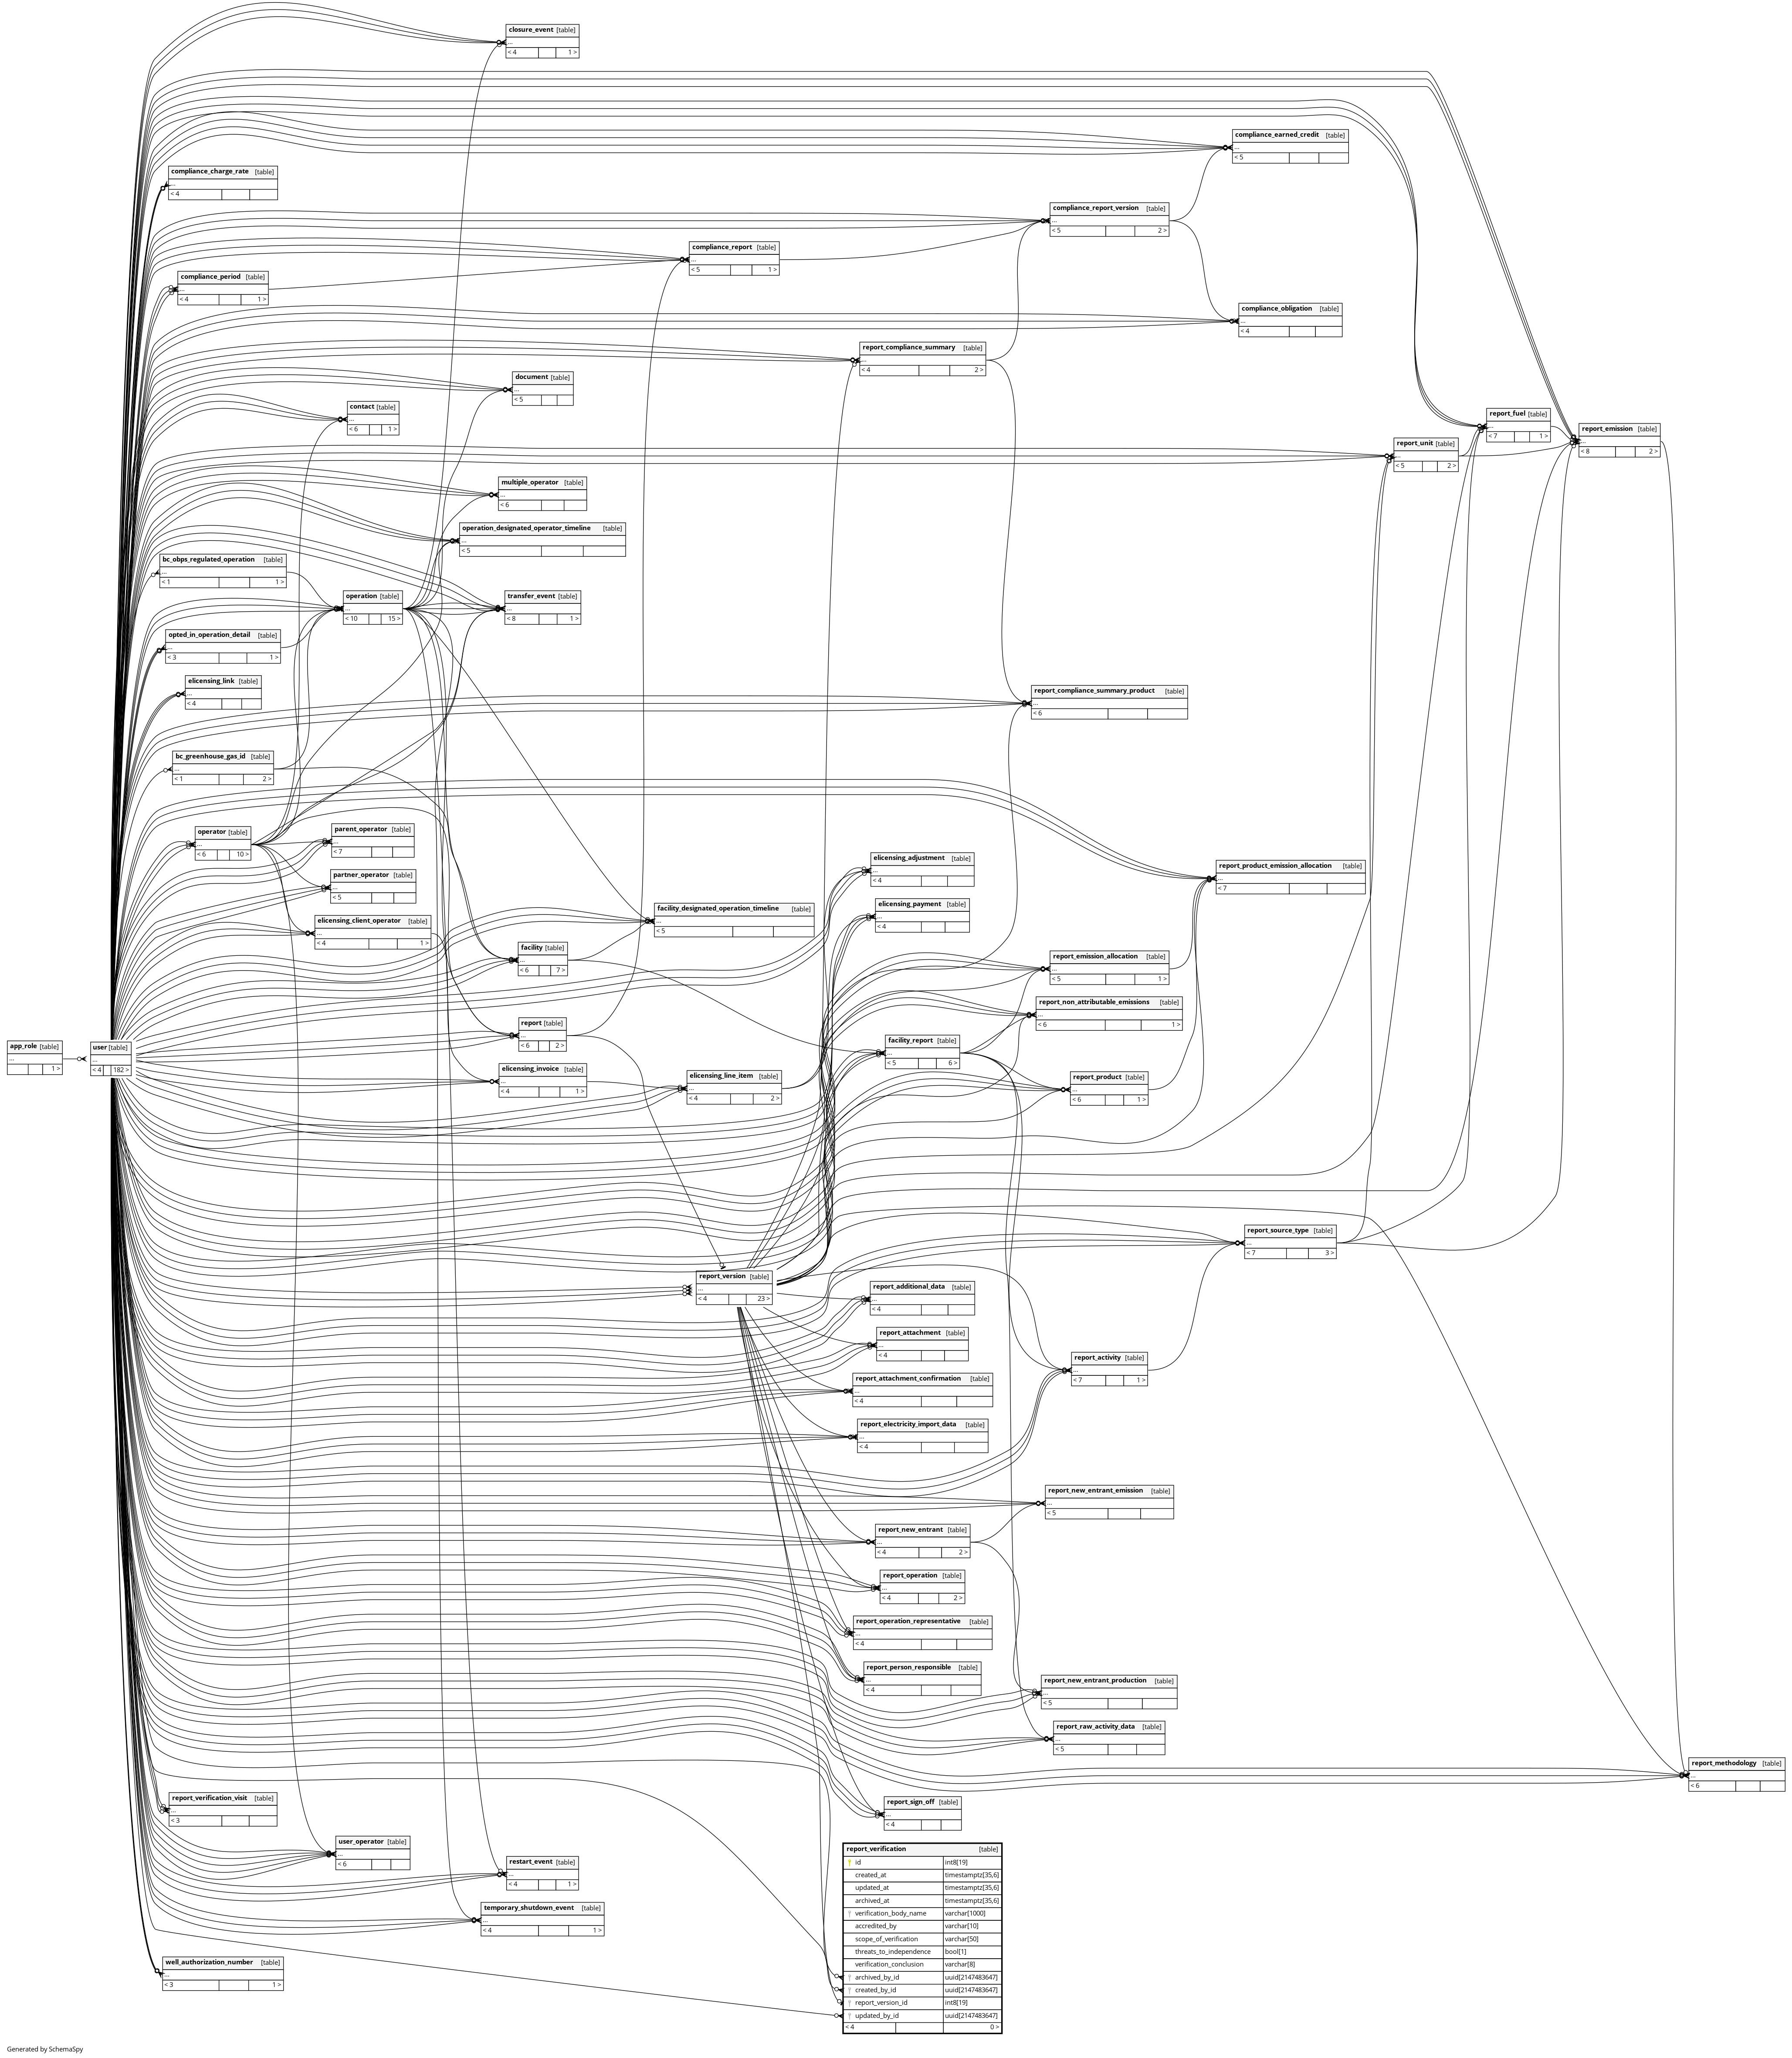 closure_event [table]
...
< 4 1 >
compliance_earned_credit [table]
...
< 5
compliance_charge_rate [table]
...
< 4
compliance_report_version [table]
...
< 5 2 >
compliance_report [table]
...
< 5 1 >
compliance_period [table]
...
< 4 1 >
compliance_obligation [table]
...
< 4
report_compliance_summary [table]
...
< 4 2 >
document [table]
...
< 5
contact [table]
...
< 6 1 >
report_fuel [table]
...
< 7 1 >
report_emission [table]
...
< 8 2 >
report_unit [table]
...
< 5 2 >
multiple_operator [table]
...
< 6
operation_designated_operator_timeline [table]
...
< 5
bc_obps_regulated_operation [table]
...
< 1 1 >
operation [table]
...
< 10 15 >
transfer_event [table]
...
< 8 1 >
opted_in_operation_detail [table]
...
< 3 1 >
elicensing_link [table]
...
< 4
report_compliance_summary_product [table]
...
< 6
bc_greenhouse_gas_id [table]
...
< 1 2 >
operator [table]
...
< 6 10 >
parent_operator [table]
...
< 7
elicensing_adjustment [table]
...
< 4
report_product_emission_allocation [table]
...
< 7
partner_operator [table]
...
< 5
elicensing_payment [table]
...
< 4
facility_designated_operation_timeline [table]
...
< 5
elicensing_client_operator [table]
...
< 4 1 >
facility [table]
...
< 6 7 >
report_emission_allocation [table]
...
< 5 1 >
report_non_attributable_emissions [table]
...
< 6 1 >
report [table]
...
< 6 2 >
facility_report [table]
...
< 5 6 >
app_role [table]
...
1 >
user [table]
...
< 4 182 >
elicensing_invoice [table]
...
< 4 1 >
elicensing_line_item [table]
...
< 4 2 >
report_product [table]
...
< 6 1 >
report_source_type [table]
...
< 7 3 >
report_version [table]
...
< 4 23 >
report_additional_data [table]
...
< 4
report_attachment [table]
...
< 4
report_activity [table]
...
< 7 1 >
report_attachment_confirmation [table]
...
< 4
report_electricity_import_data [table]
...
< 4
report_new_entrant_emission [table]
...
< 5
report_new_entrant [table]
...
< 4 2 >
report_operation [table]
...
< 4 2 >
report_operation_representative [table]
...
< 4
report_person_responsible [table]
...
< 4
report_new_entrant_production [table]
...
< 5
report_raw_activity_data [table]
...
< 5
report_methodology [table]
...
< 6
report_verification_visit [table]
...
< 3
report_sign_off [table]
...
< 4
user_operator [table]
...
< 6
restart_event [table]
...
< 4 1 >
temporary_shutdown_event [table]
...
< 4 1 >
well_authorization_number [table]
...
< 3 1 >
report_verification [table]
id int8[19]
created_at timestamptz[35,6]
updated_at timestamptz[35,6]
archived_at timestamptz[35,6]
verification_body_name varchar[1000]
accredited_by varchar[10]
scope_of_verification varchar[50]
threats_to_independence bool[1]
verification_conclusion varchar[8]
archived_by_id uuid[2147483647]
created_by_id uuid[2147483647]
report_version_id int8[19]
updated_by_id uuid[2147483647]
< 4 0 >
Generated by SchemaSpy